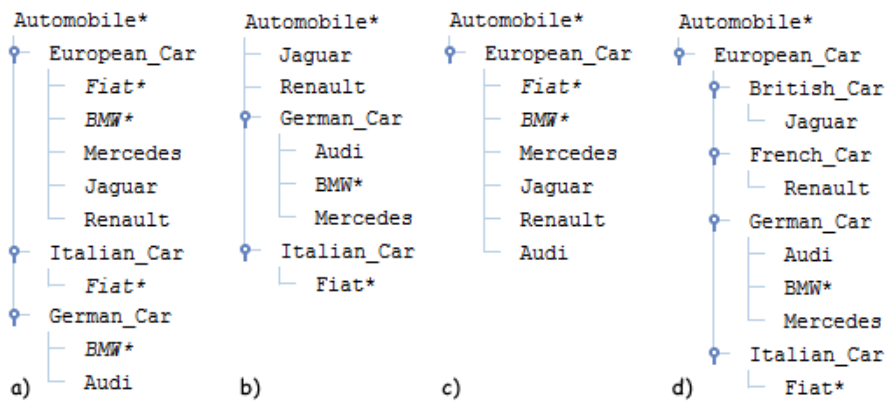 Automobile*
European_Car
Fiat*
BMW*
Mercedes
Jaguar
Renault
Italian_Car
Fiat*
German_Car
BMW*
Audi
a)
Automobile*
Jaguar
Renault
German_Car
Audi
BMW*
Mercedes
Italian_Car
Fiat*
b)
Automobile*
European_Car
Fiat*
BMW*
Mercedes
Jaguar
Renault
Audi
c)
Automobile*
European_Car
British_Car
Jaguar
French_Car
Renault
German_Car
Audi
BMW*
Mercedes
Italian_Car
Fiat*
d)